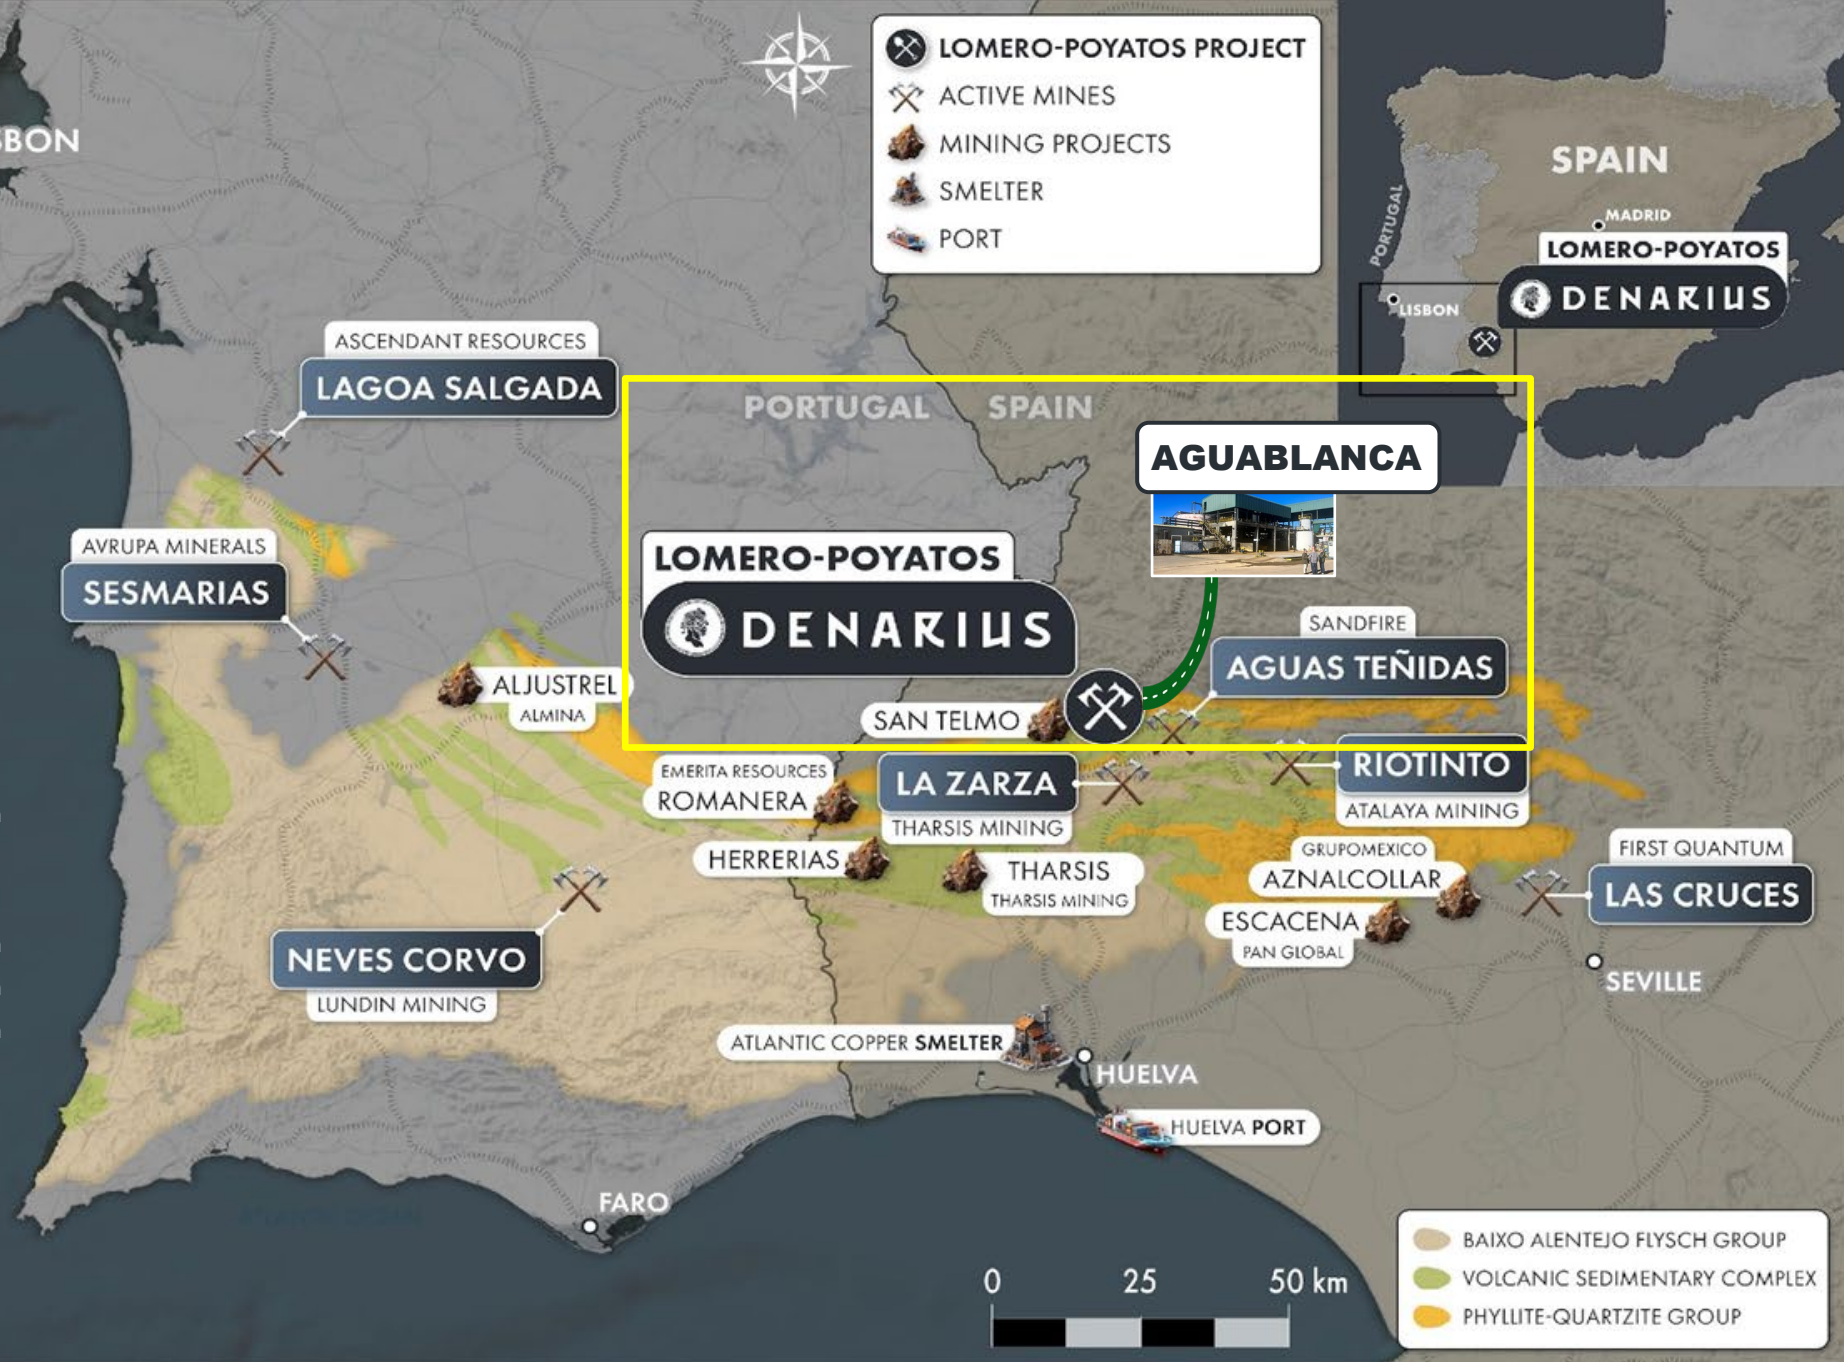 LOMERO-POYATOS PROJECT
ACTIVE MINES
MINING PROJECTS
SMELTER
PORT
SBON
SPAIN
PORTUGAL
MADRID
LOMERO-POYATOS
DENARIUS
LISBON
ASCENDANT RESOURCES
LAGOA SALGADA
PORTUGAL
SPAIN
AGUABLANCA
AVRUPA MINERALS
SESMARIAS
LOMERO-POYATOS
DENARIUS
SANDFIRE
AGUAS TEÑIDAS
ALJUSTREL
ALMINA
SAN TELMO
EMERITA RESOURCES
ROMANERA
LA ZARZA
THARSIS MINING
RIOTINTO
ATALAYA MINING
HERRERIAS
THARSIS
THARSIS MINING
GRUPOMEXICO
AZNALCOLLAR
FIRST QUANTUM
LAS CRUCES
ESCACENA
PAN GLOBAL
NEVES CORVO
LUNDIN MINING
SEVILLE
ATLANTIC COPPER SMELTER
HUELVA
HUELVA PORT
FARO
ATLANTIC OCEAN
0 25 50 km
BAIXO ALENTEJO FLYSCH GROUP
VOLCANIC SEDIMENTARY COMPLEX
PHYLLITE-QUARTZITE GROUP